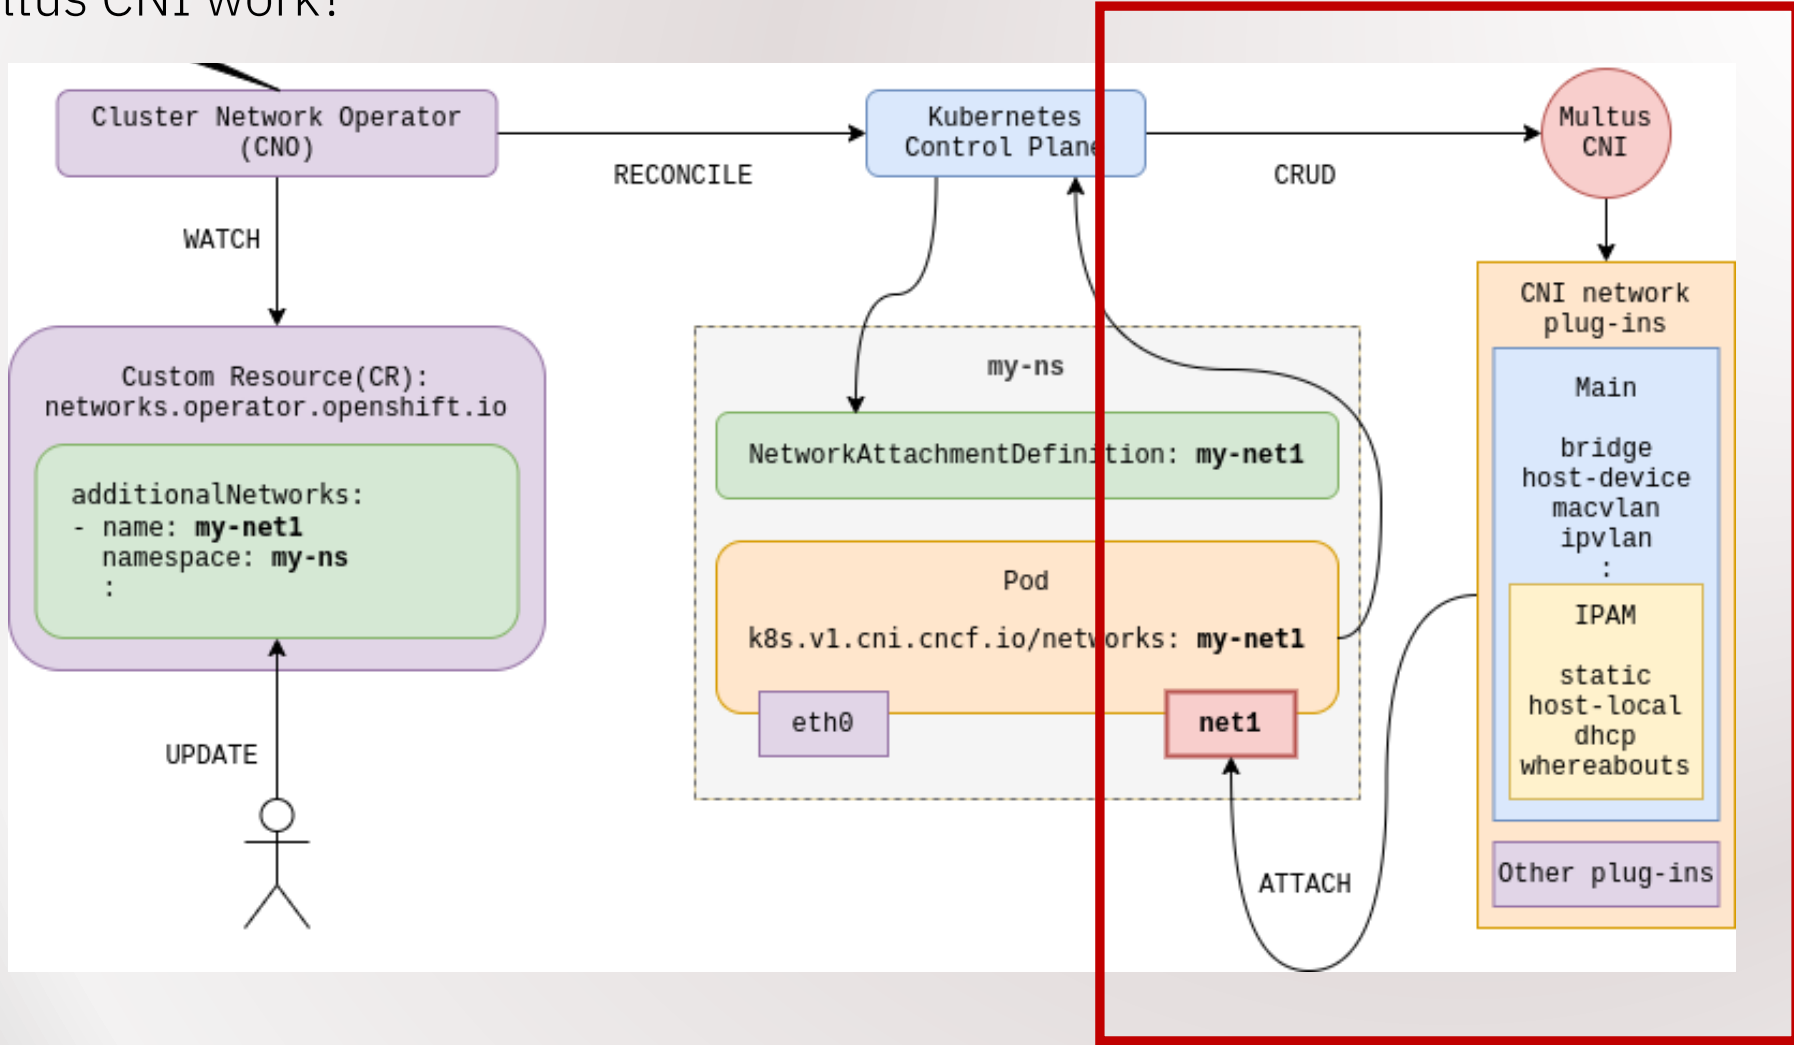 CNI work?
Cluster Network Operator
(CNO)
RECONCILE
Kubernetes
Control Plane
CRUD
Multus
CNI
WATCH
Custom Resource(CR):
networks.operator.openshift.io
additionalNetworks:
- name: my-net1
namespace: my-ns
:
UPDATE
my-ns
NetworkAttachmentDefinition: my-net1
Pod
k8s.v1.cni.cncf.io/networks: my-net1
eth0
net1
ATTACH
CNI network
plug-ins
Main
bridge
host-device
macvlan
ipvlan
:
IPAM
static
host-local
dhcp
whereabouts
Other plug-ins